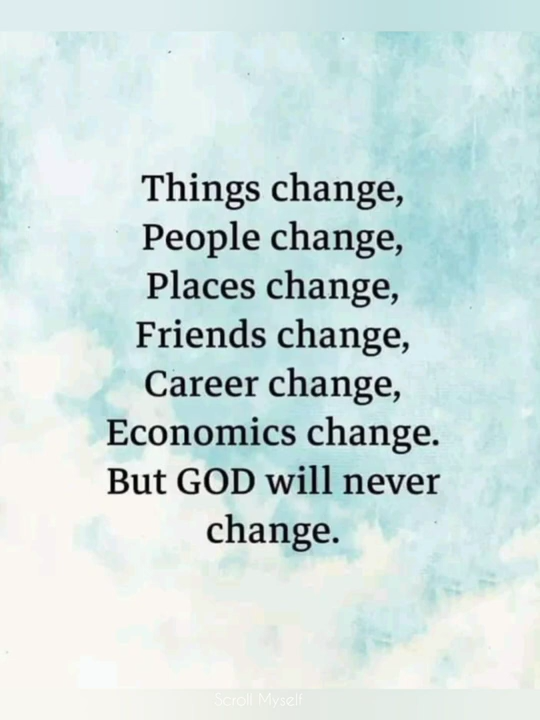 Things change,
People change,
Places change,
Friends change,
Career change,
Economics change.
But GOD will never
change.
Scroll Myself